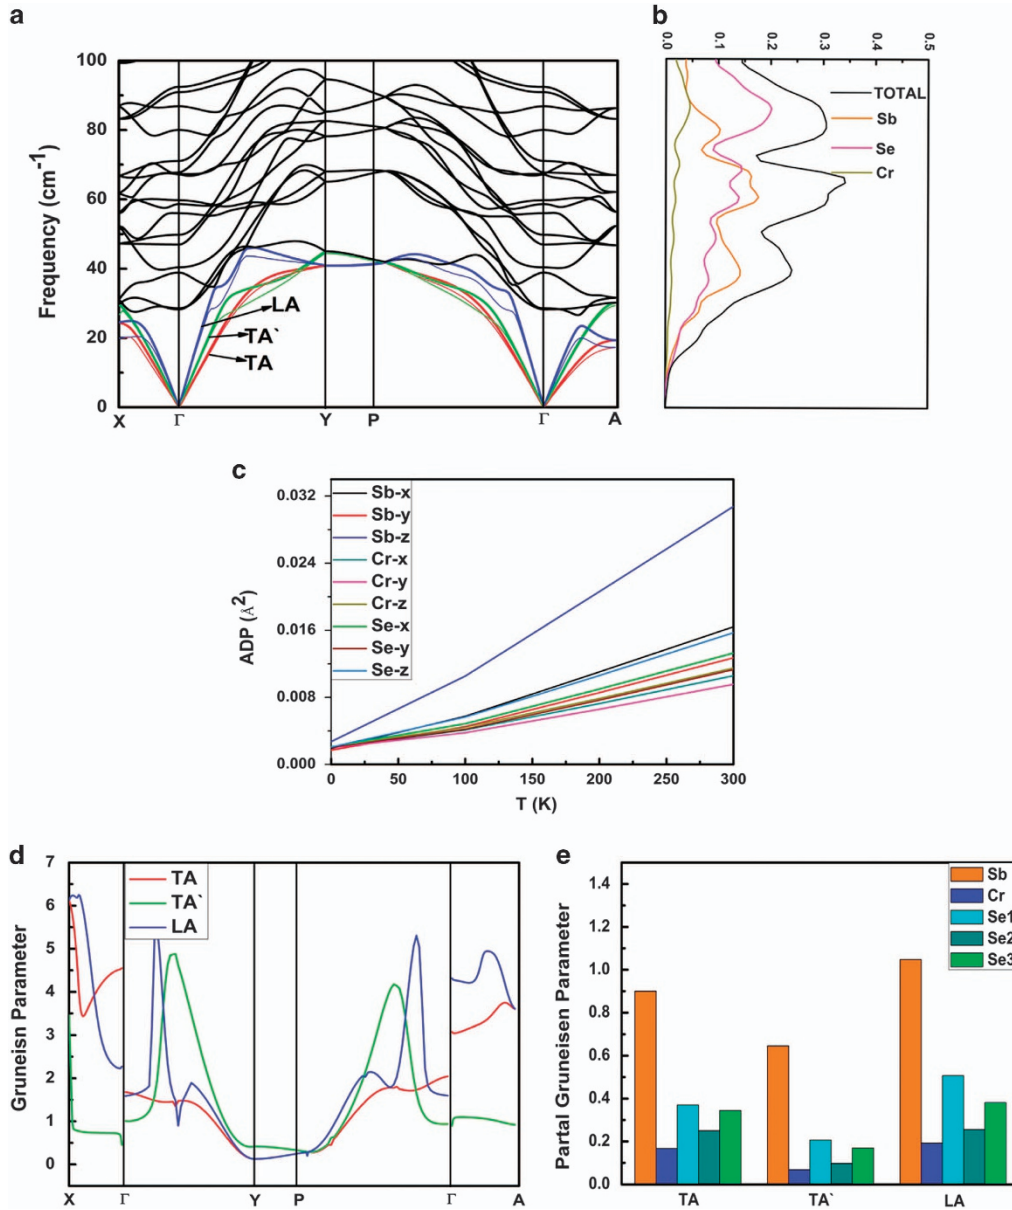 a
b
0.0 0.1 0.2 0.3 0.4 0.5
100
80
60
40
20
0
Frequency (cm-1)
LA
TA`
TA
X Γ Y P Γ A
TOTAL
Sb
Se
Cr
c
0.032
0.024
0.016
0.008
0.000
ADP (Å2)
Sb-x
Sb-y
Sb-z
Cr-x
Cr-y
Cr-z
Se-x
Se-y
Se-z
0 50 100 150 200 250 300
T (K)
d
7
6
5
4
3
2
1
0
Gruneisn Parameter
TA
TA`
LA
X Γ Y P Γ A
e
1.4
1.2
1.0
0.8
0.6
0.4
0.2
0.0
Partal Gruneisen Parameter
Sb
Cr
Se1
Se2
Se3
TA TA` LA